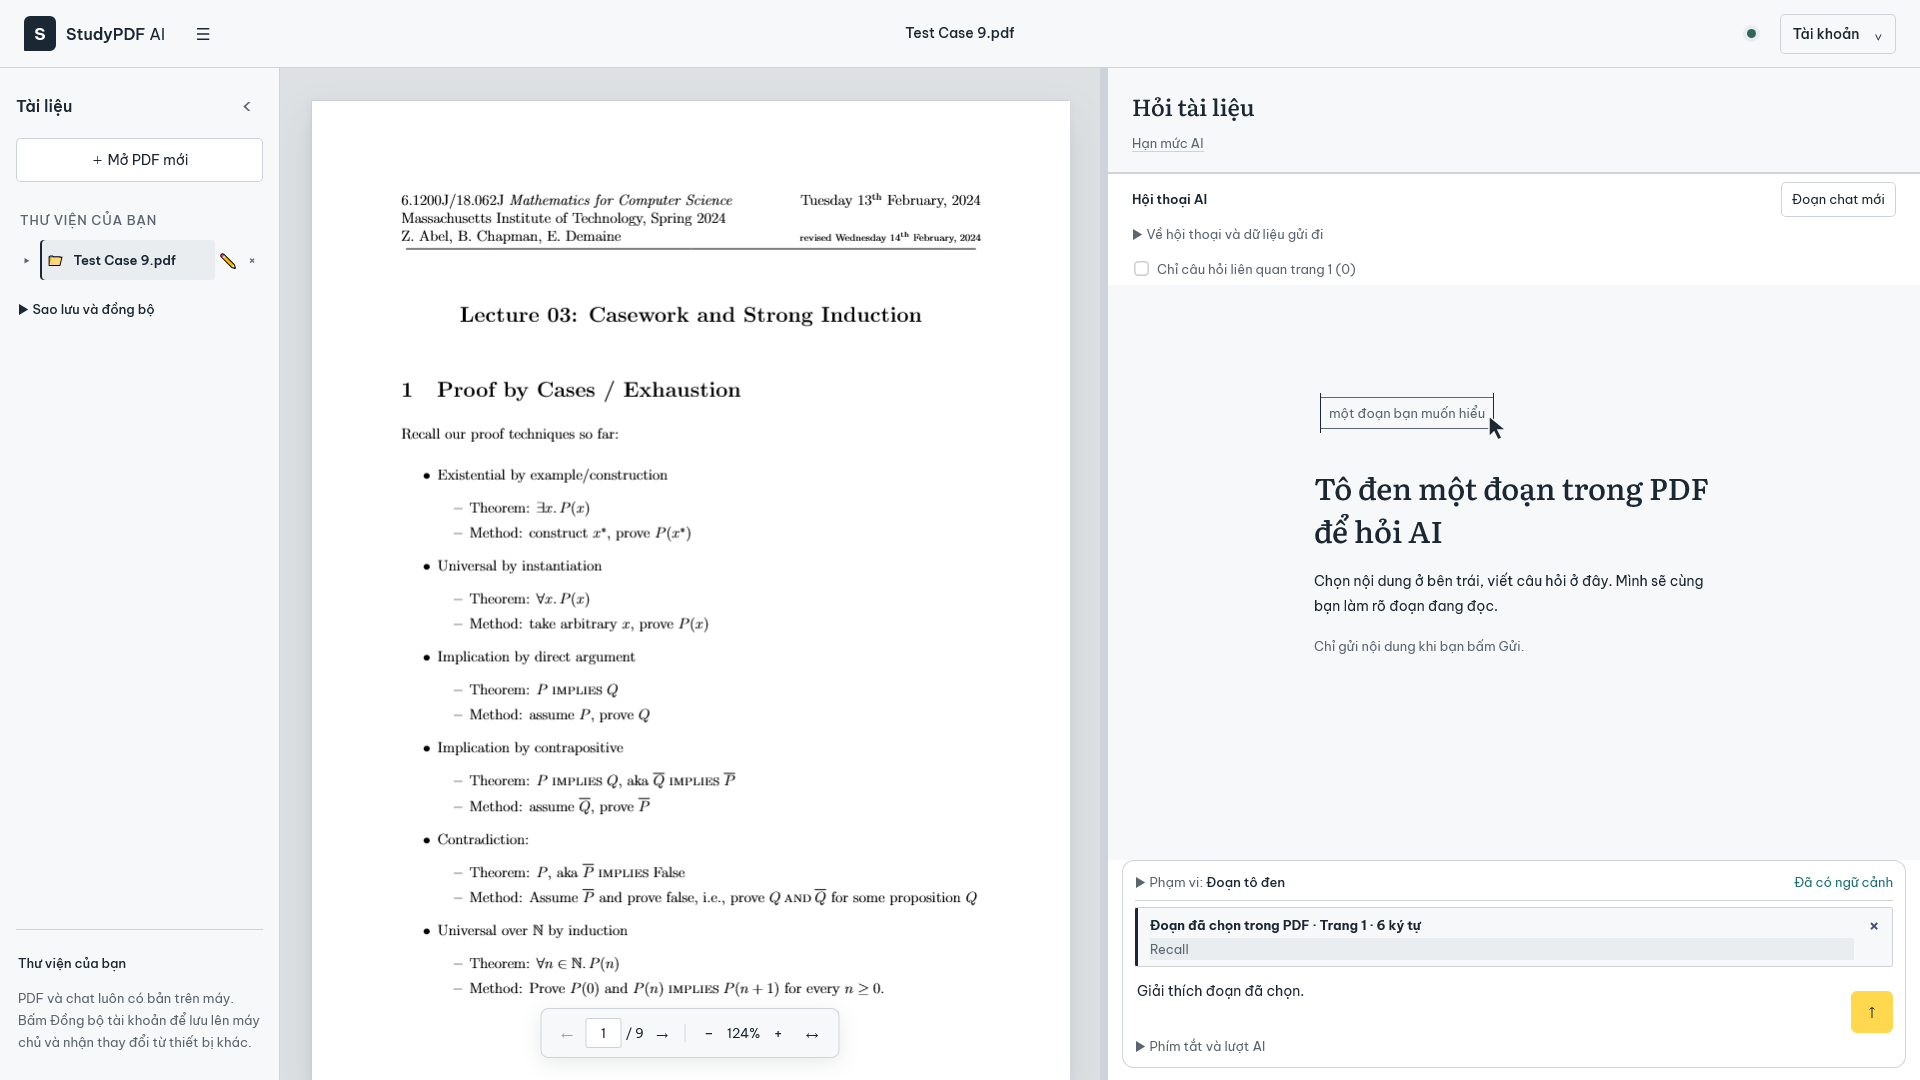 S StudyPDF AI ☰
Test Case 9.pdf
Tài khoản v
Tài liệu <
+ Mở PDF mới
THƯ VIỆN CỦA BẠN
▸ Test Case 9.pdf ×
▶ Sao lưu và đồng bộ
Thư viện của bạn
PDF và chat luôn có bản trên máy.
Bấm Đồng bộ tài khoản để lưu lên máy
chủ và nhận thay đổi từ thiết bị khác.
6.1200J/18.062J Mathematics for Computer Science Tuesday 13th February, 2024
Massachusetts Institute of Technology, Spring 2024
Z. Abel, B. Chapman, E. Demaine revised Wednesday 14th February, 2024
Lecture 03: Casework and Strong Induction
1 Proof by Cases / Exhaustion
Recall our proof techniques so far:
• Existential by example/construction
– Theorem: ∃x. P(x)
– Method: construct x*, prove P(x*)
• Universal by instantiation
– Theorem: ∀x. P(x)
– Method: take arbitrary x, prove P(x)
• Implication by direct argument
– Theorem: P IMPLIES Q
– Method: assume P, prove Q
• Implication by contrapositive
– Theorem: P IMPLIES Q, aka Q̅ IMPLIES P̅
– Method: assume Q̅, prove P̅
• Contradiction:
– Theorem: P, aka P̅ IMPLIES False
– Method: Assume P̅ and prove false, i.e., prove Q AND Q̅ for some proposition Q
• Universal over ℕ by induction
– Theorem: ∀n ∈ ℕ. P(n)
– Method: Prove P(0) and P(n) IMPLIES P(n + 1) for every n ≥ 0.
← 1 / 9 → − 124% + ↔
Hỏi tài liệu
Hạn mức AI
Hội thoại AI
Đoạn chat mới
▶ Về hội thoại và dữ liệu gửi đi
Chỉ câu hỏi liên quan trang 1 (0)
một đoạn bạn muốn hiểu
Tô đen một đoạn trong PDF
để hỏi AI
Chọn nội dung ở bên trái, viết câu hỏi ở đây. Mình sẽ cùng
bạn làm rõ đoạn đang đọc.
Chỉ gửi nội dung khi bạn bấm Gửi.
▶ Phạm vi: Đoạn tô đen Đã có ngữ cảnh
Đoạn đã chọn trong PDF · Trang 1 · 6 ký tự ×
Recall
Giải thích đoạn đã chọn.
↑
▶ Phím tắt và lượt AI